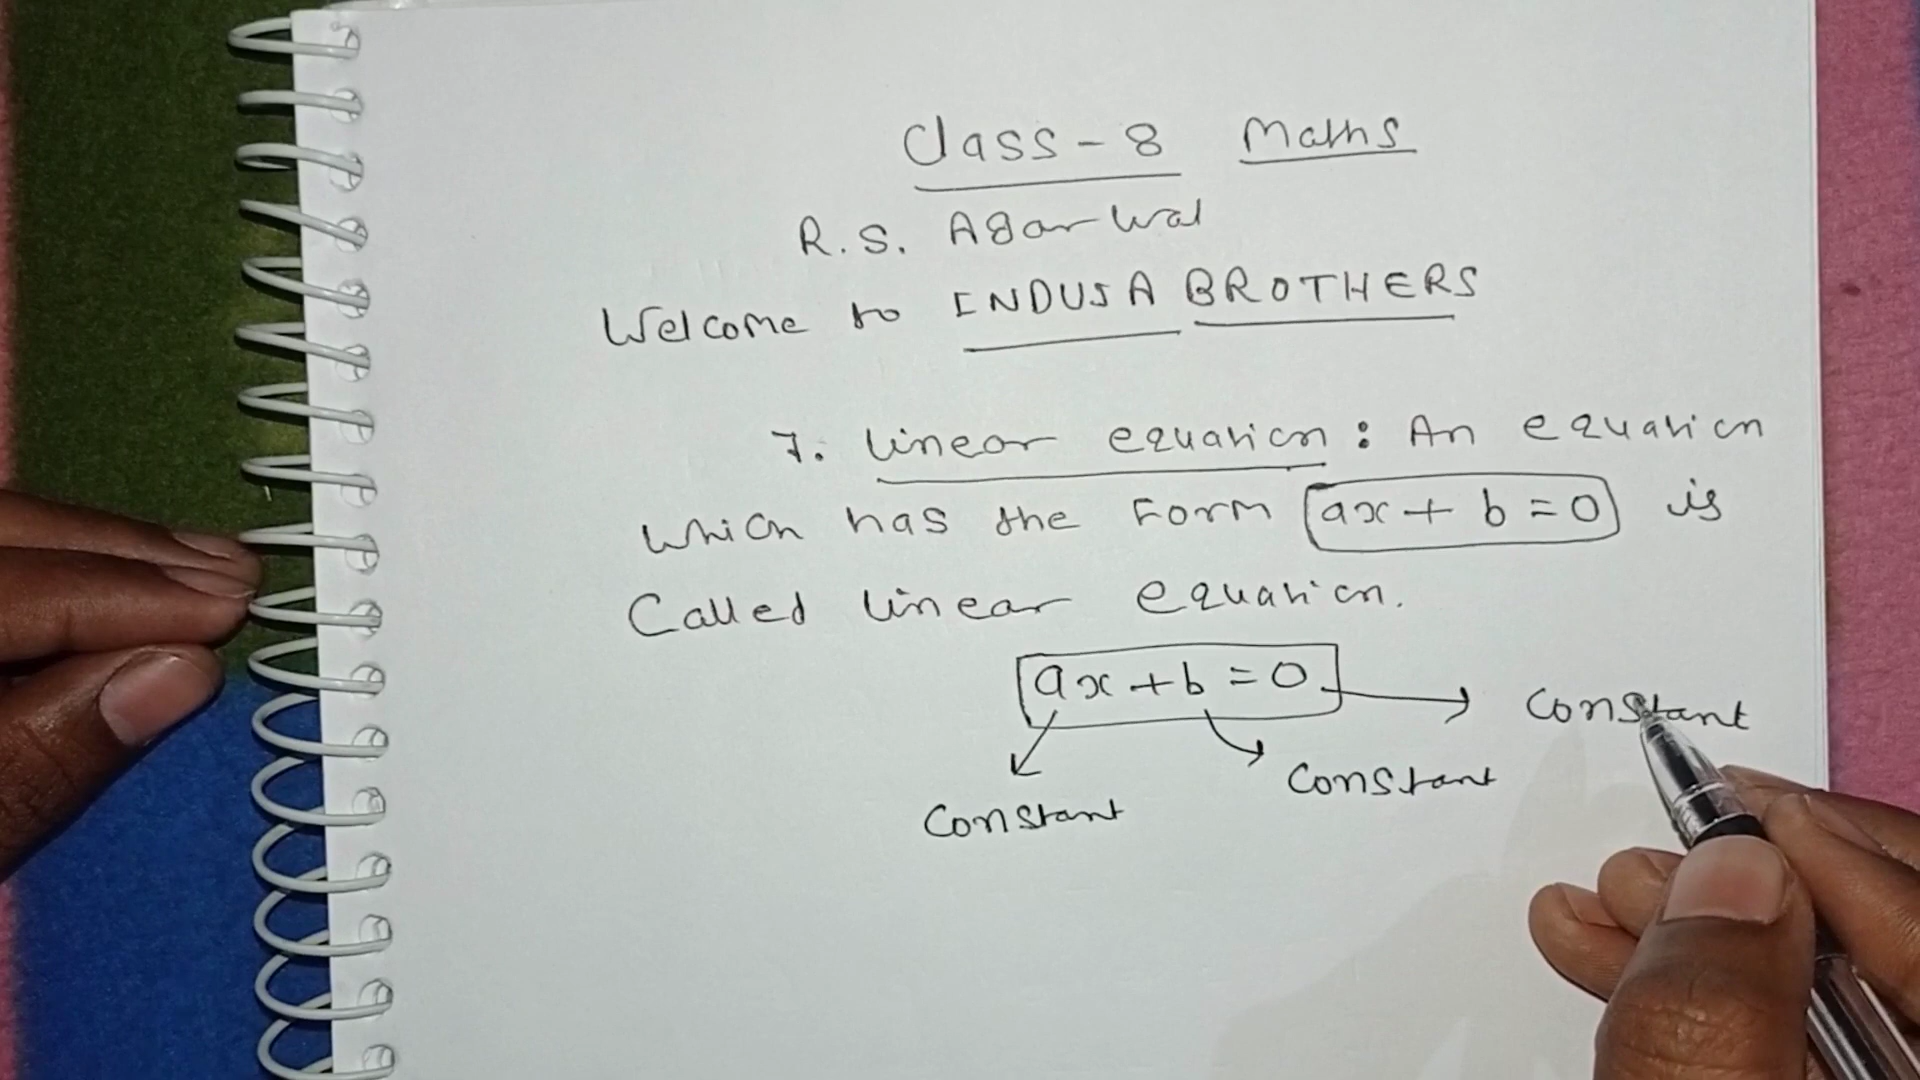 Class-8 Maths
R.S. Agarwal
Welcome to INDUJA BROTHERS
7. linear equation: An equation
which has the Form ax + b = 0 is
Called linear equation.
ax + b = 0 → Constant
Constant Constant